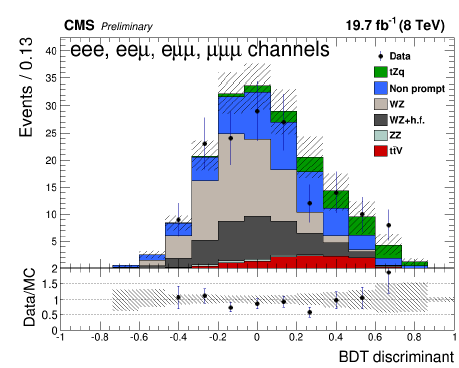 CMS Preliminary 19.7 fb⁻¹ (8 TeV)
eee, eeμ, eμμ, μμμ channels
Events / 0.13
40
35
30
25
20
15
10
5
Data
tZq
Non prompt
WZ
WZ+h.f.
ZZ
tt̄V
Data/MC
2
1.5
1
0.5
0
-1 -0.8 -0.6 -0.4 -0.2 0 0.2 0.4 0.6 0.8 1
BDT discriminant